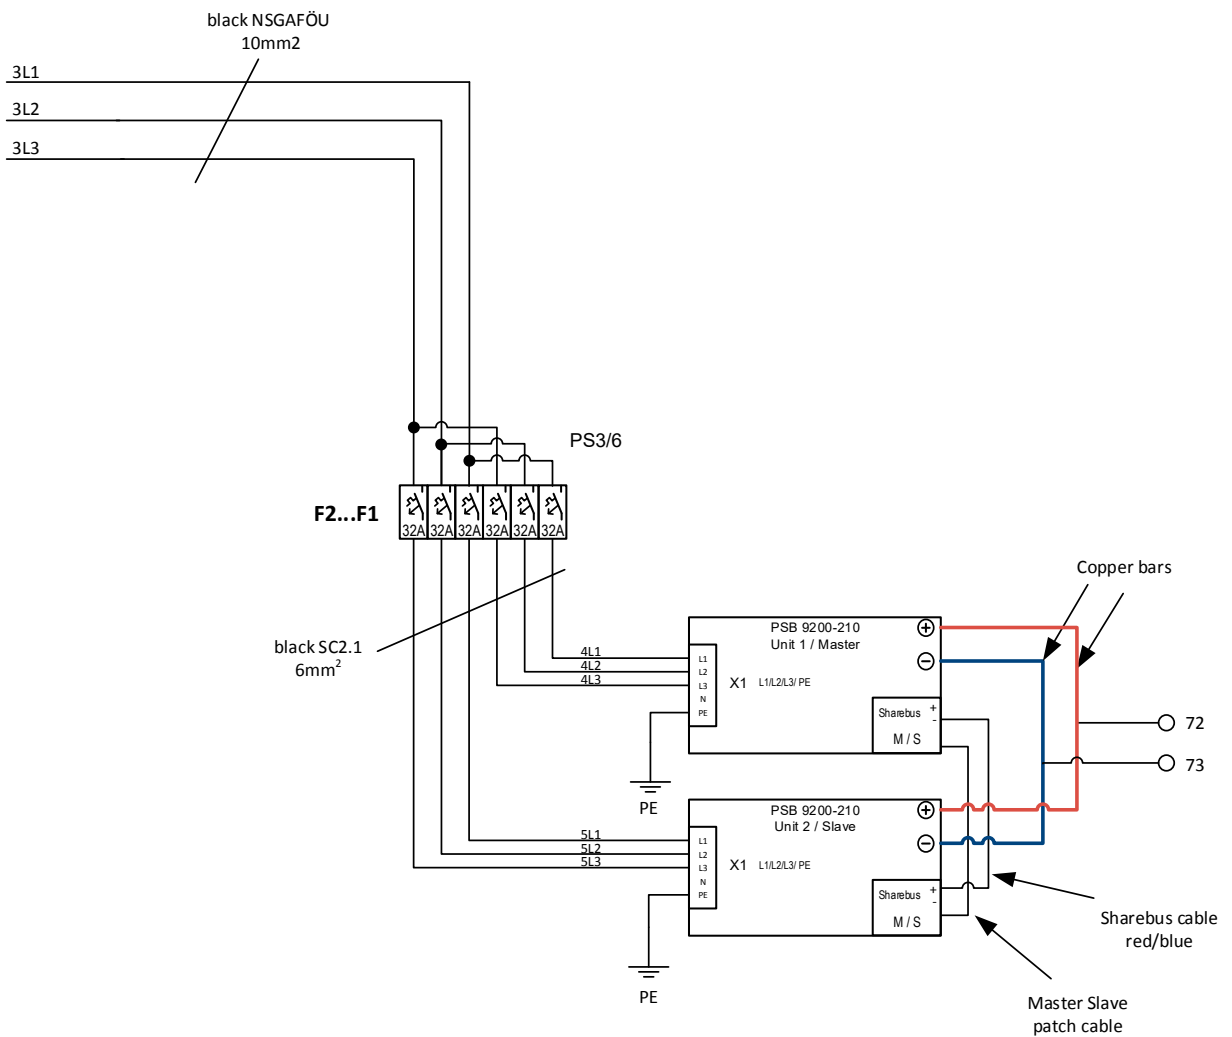 black NSGAFÖU
10mm2
3L1
3L2
3L3
PS3/6
F2...F1
32A 32A 32A 32A 32A 32A
black SC2.1
6mm²
4L1
4L2
4L3
L1
L2
L3
N
PE
X1 L1/L2/L3/ PE
PSB 9200-210
Unit 1 / Master
+
-
Sharebus + -
M / S
PE
Copper bars
72
73
5L1
5L2
5L3
L1
L2
L3
N
PE
X1 L1/L2/L3/ PE
PSB 9200-210
Unit 2 / Slave
+
-
Sharebus + -
M / S
PE
Sharebus cable
red/blue
Master Slave
patch cable